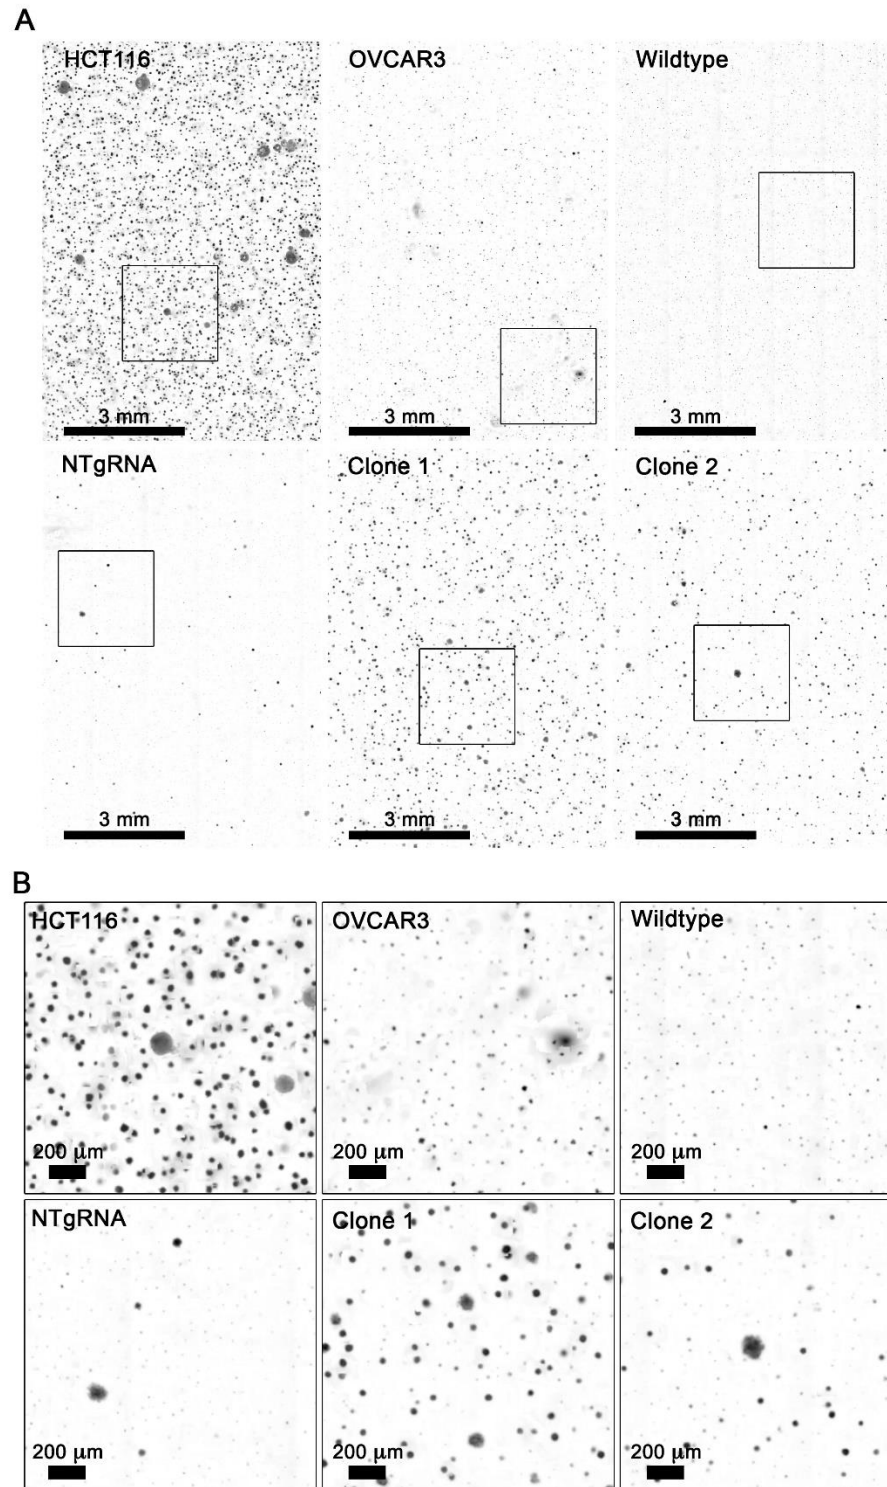 A
HCT116
OVCAR3
Wildtype
3 mm
3 mm
3 mm
NTgRNA
Clone 1
Clone 2
3 mm
3 mm
3 mm
B
HCT116
OVCAR3
Wildtype
200 µm
200 µm
200 µm
NTgRNA
Clone 1
Clone 2
200 µm
200 µm
200 µm